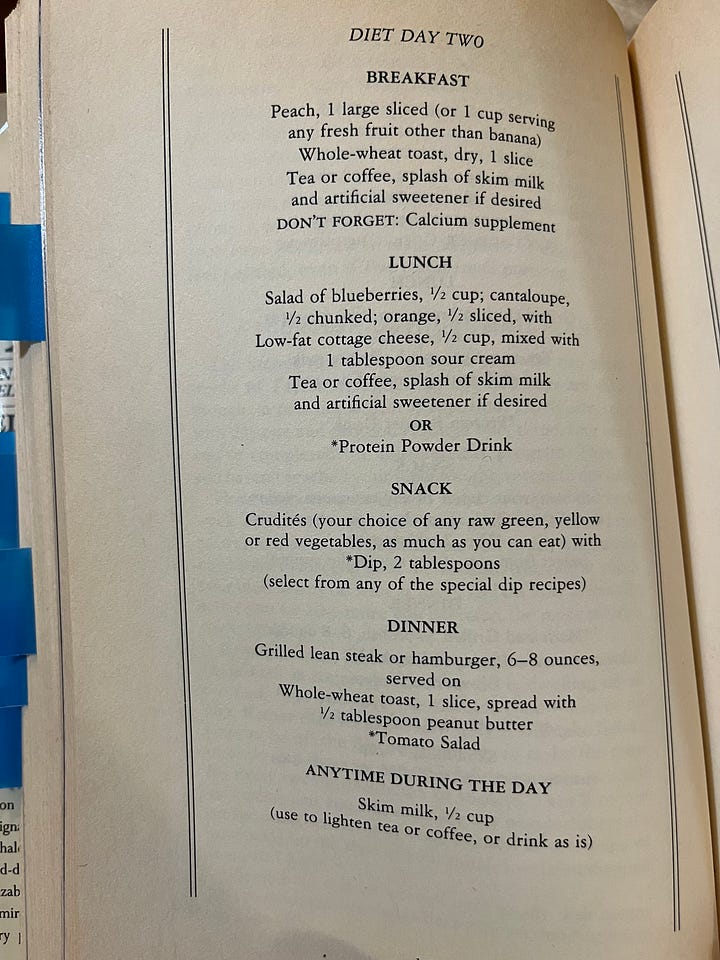 DIET DAY TWO
BREAKFAST
Peach, 1 large sliced (or 1 cup serving
any fresh fruit other than banana)
Whole-wheat toast, dry, 1 slice
Tea or coffee, splash of skim milk
and artificial sweetener if desired
DON'T FORGET: Calcium supplement
LUNCH
Salad of blueberries, ½ cup; cantaloupe,
½ chunked; orange, ½ sliced, with
Low-fat cottage cheese, ½ cup, mixed with
1 tablespoon sour cream
Tea or coffee, splash of skim milk
and artificial sweetener if desired
OR
*Protein Powder Drink
SNACK
Crudités (your choice of any raw green, yellow
or red vegetables, as much as you can eat) with
*Dip, 2 tablespoons
(select from any of the special dip recipes)
DINNER
Grilled lean steak or hamburger, 6–8 ounces,
served on
Whole-wheat toast, 1 slice, spread with
½ tablespoon peanut butter
*Tomato Salad
ANYTIME DURING THE DAY
Skim milk, ½ cup
(use to lighten tea or coffee, or drink as is)